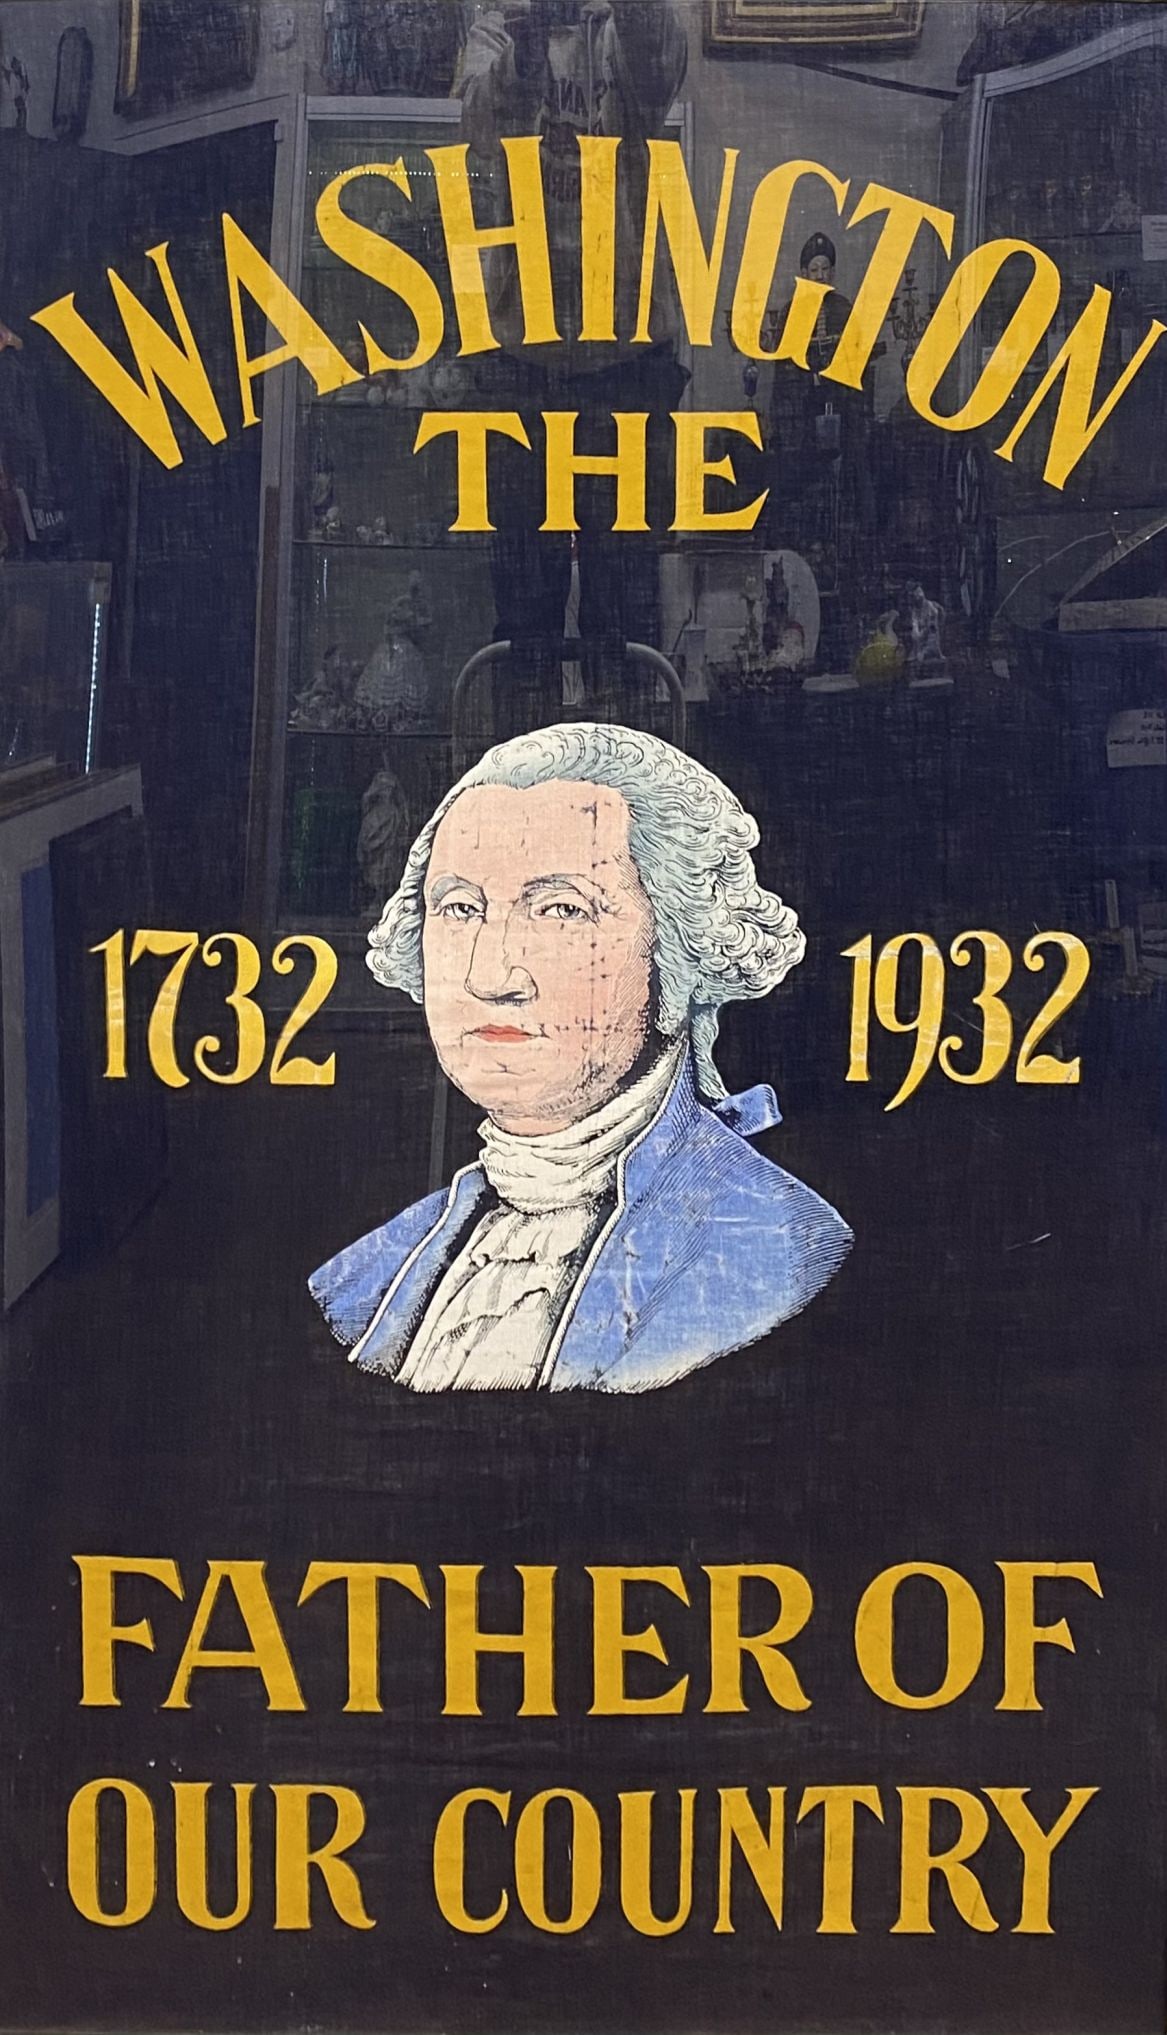 WASHINGTON
THE
1732 1932
FATHER OF
OUR COUNTRY